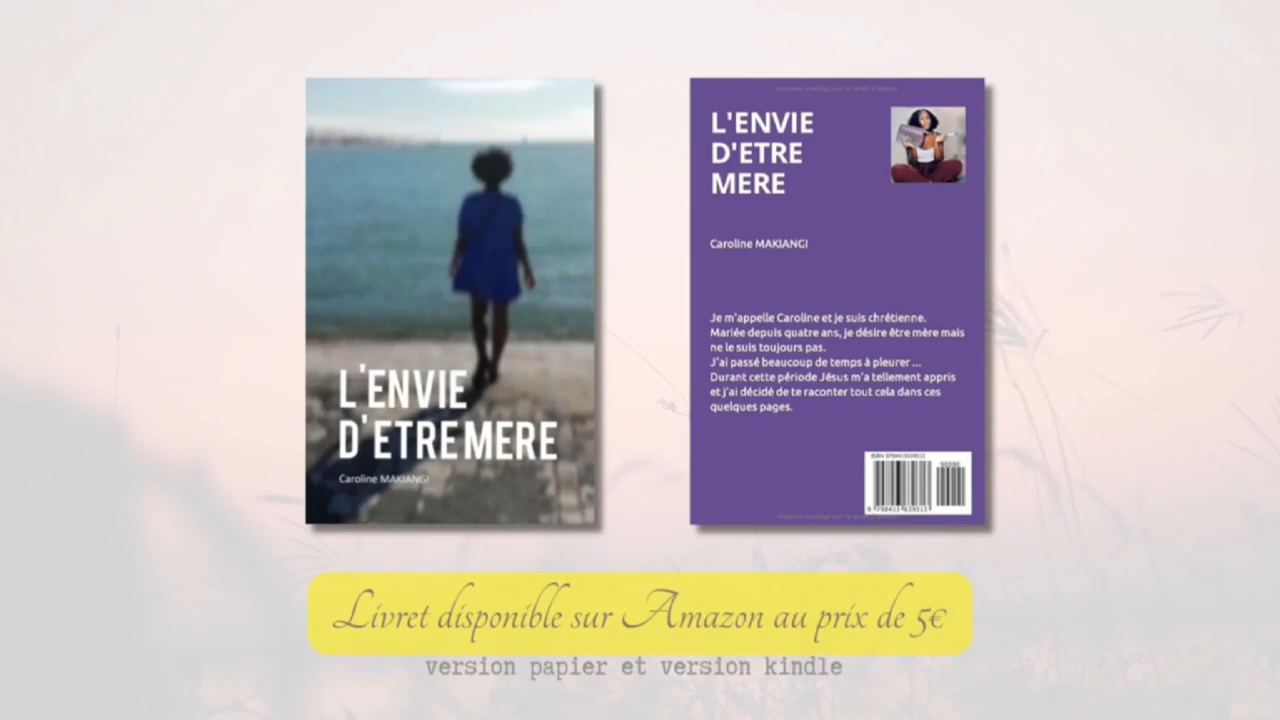 L'ENVIE
D'ETRE MERE
Caroline MAKIANGI
L'ENVIE
D'ETRE
MERE
Caroline MAKIANGI
Je m'appelle Caroline et je suis chrétienne.
Mariée depuis quatre ans, je désire être mère mais
ne le suis toujours pas.
J'ai passé beaucoup de temps à pleurer ...
Durant cette période Jésus m'a tellement appris
et j'ai décidé de te raconter tout cela dans ces
quelques pages.
90000
Livret disponible sur Amazon au prix de 5€
version papier et version kindle